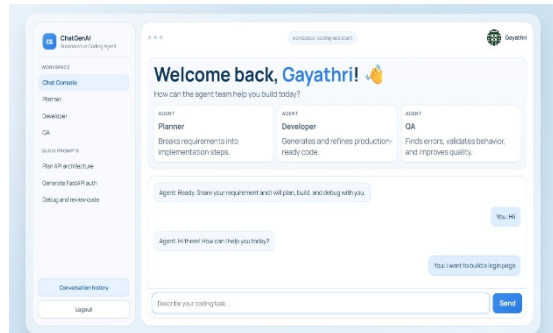 CG
ChatGenAI
Autonomous Coding Agent
WORKSPACE
Chat Console
Planner
Developer
QA
QUICK PROMPTS
Plan API architecture
Generate FastAPI auth
Debug and review code
Conversation history
Logout
workspace: coding-assistant
Gayathri
Welcome back, Gayathri! 👋
How can the agent team help you build today?
AGENT
Planner
Breaks requirements into
implementation steps.
AGENT
Developer
Generates and refines production-
ready code.
AGENT
QA
Finds errors, validates behavior,
and improves quality.
Agent: Ready. Share your requirement and I will plan, build, and debug with you.
You: Hi
Agent: Hi there! How can I help you today?
You: i want to build a login page
Describe your coding task...
Send